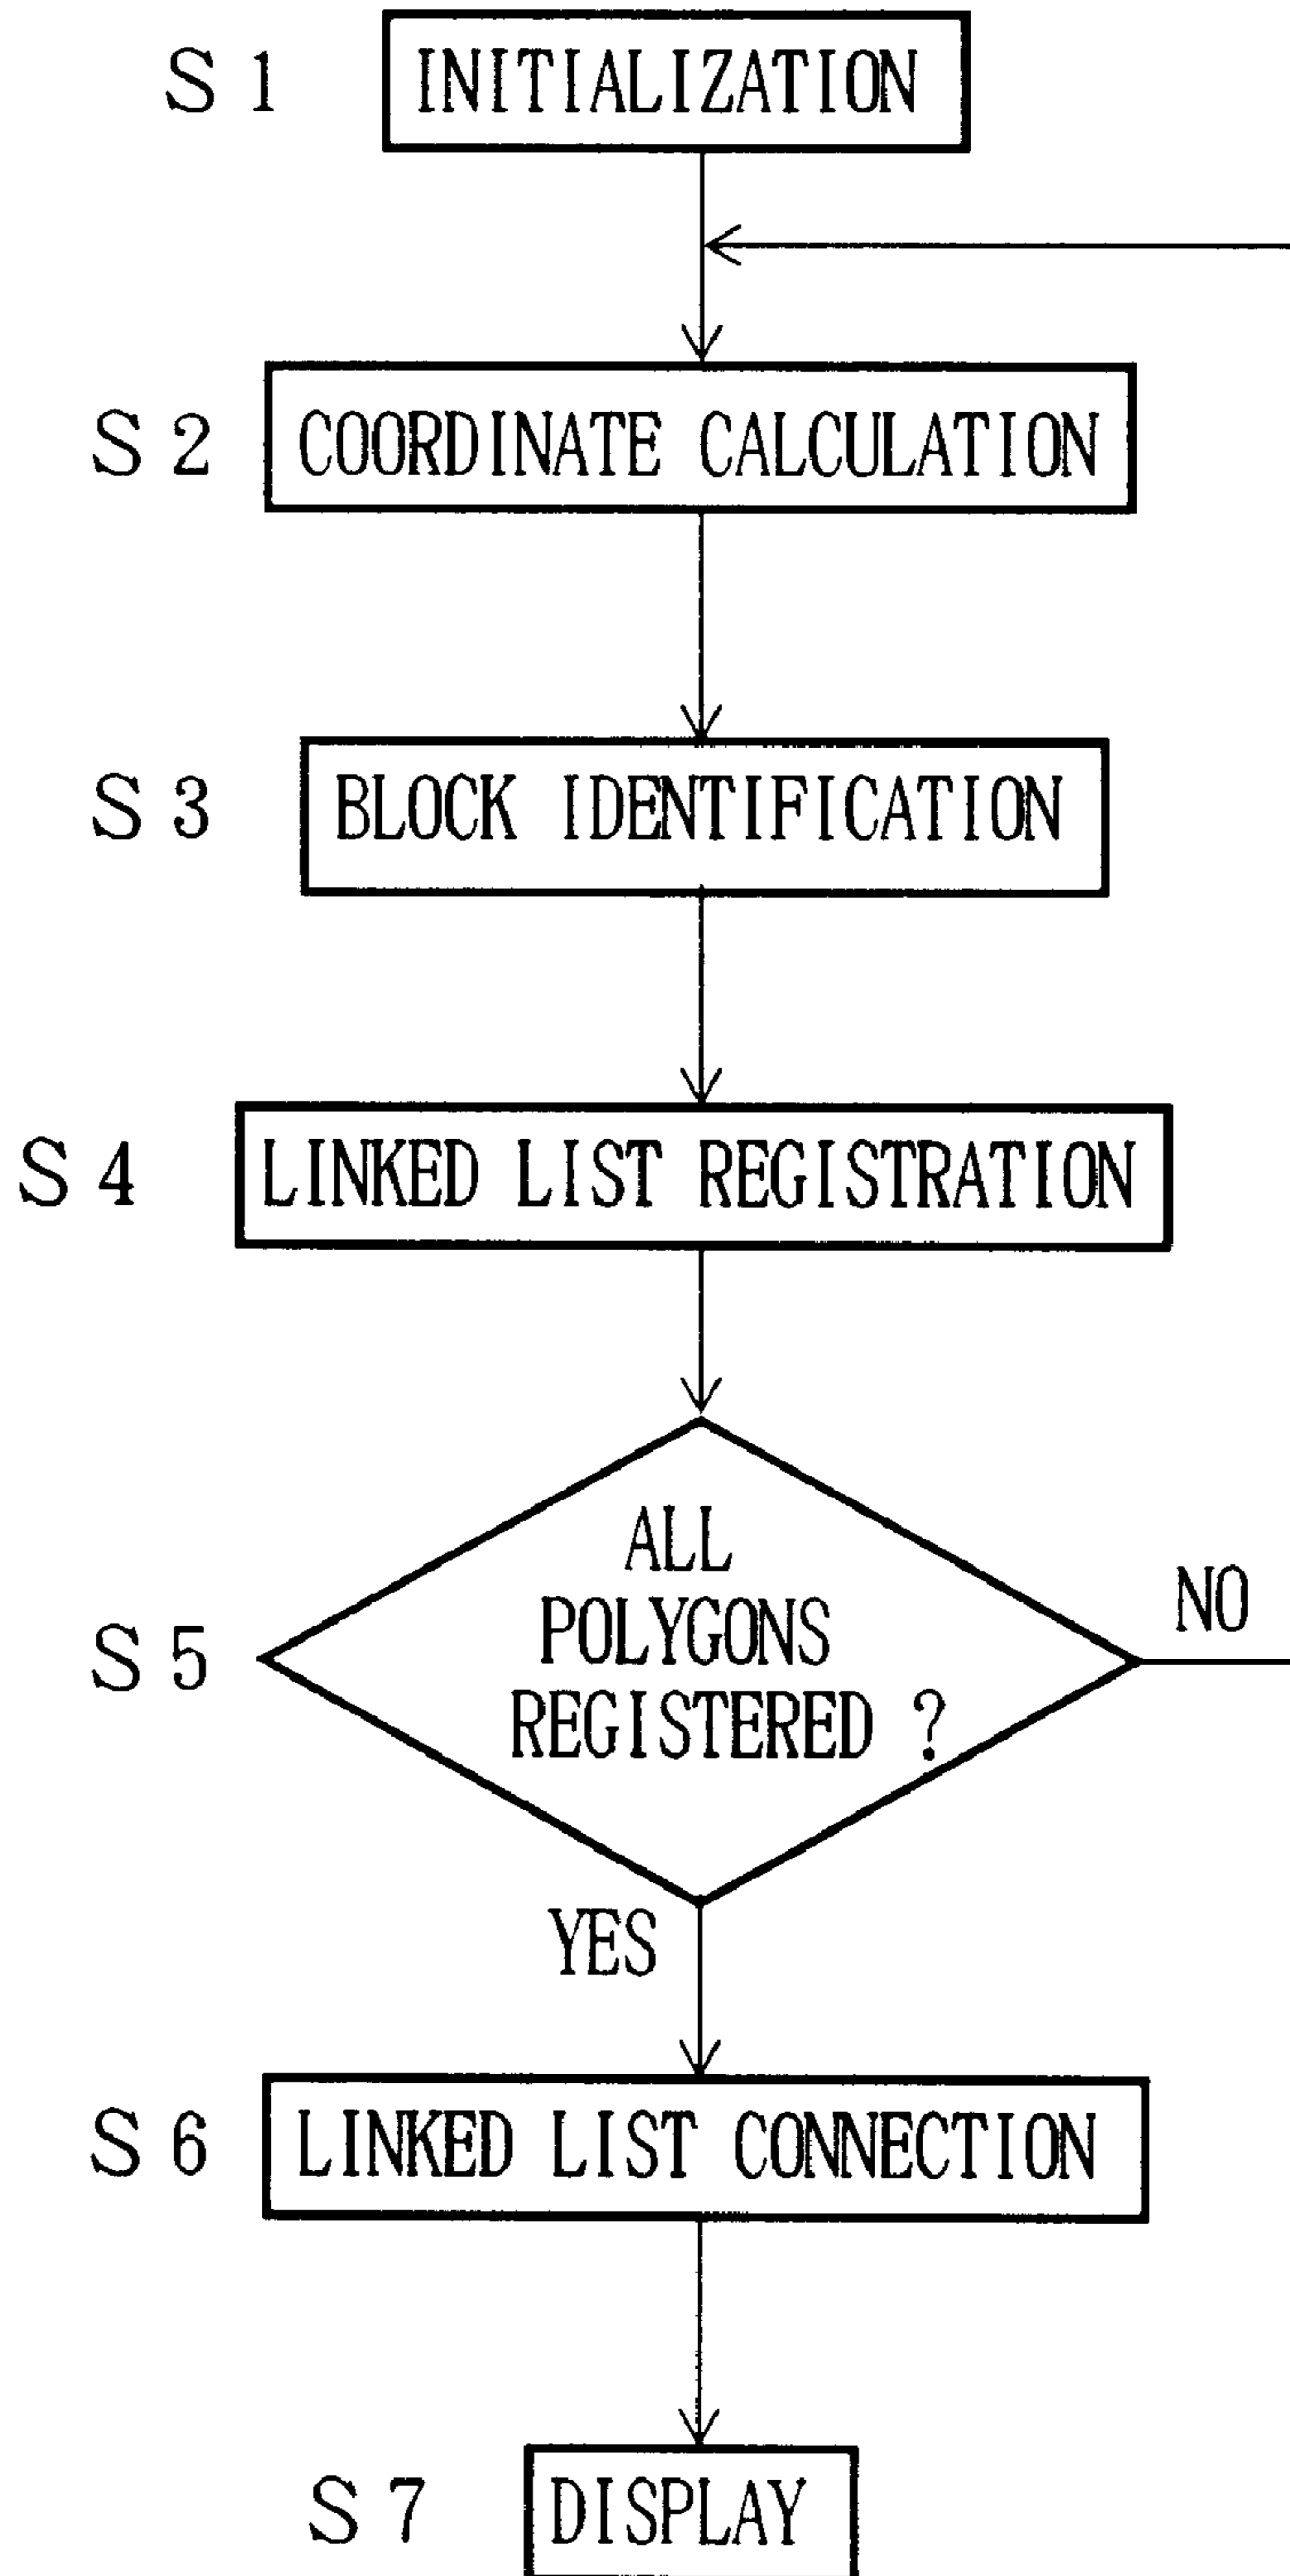 S 1 INITIALIZATION
S 2 COORDINATE CALCULATION
S 3 BLOCK IDENTIFICATION
S 4 LINKED LIST REGISTRATION
ALL
POLYGONS
REGISTERED ?
S 5
NO
YES
S 6 LINKED LIST CONNECTION
S 7 DISPLAY